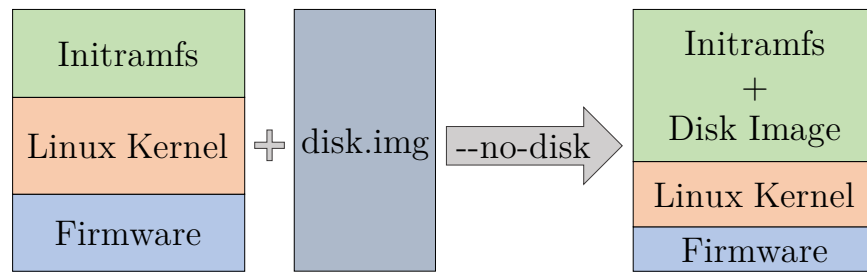 Initramfs
Linux Kernel
Firmware
+
disk.img
--no-disk
Initramfs
+
Disk Image
Linux Kernel
Firmware